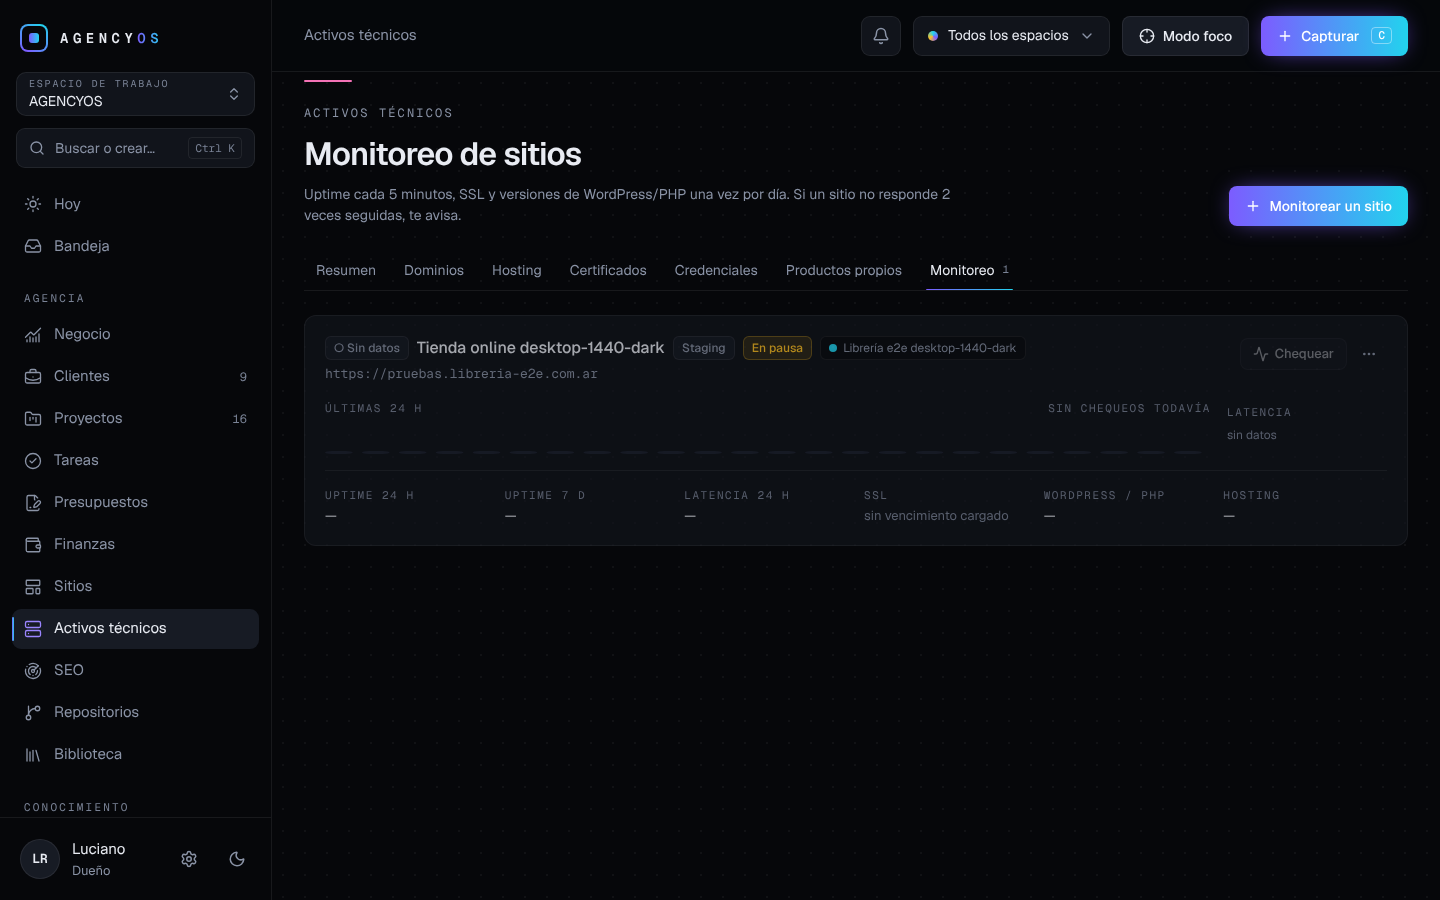 AGENCYOS
ESPACIO DE TRABAJO
AGENCYOS
Buscar o crear...
Ctrl K
Hoy
Bandeja
AGENCIA
Negocio
Clientes 9
Proyectos 16
Tareas
Presupuestos
Finanzas
Sitios
Activos técnicos
SEO
Repositorios
Biblioteca
CONOCIMIENTO
LR
Luciano
Dueño
Activos técnicos
Todos los espacios
Modo foco
Capturar C
ACTIVOS TÉCNICOS
Monitoreo de sitios
Uptime cada 5 minutos, SSL y versiones de WordPress/PHP una vez por día. Si un sitio no responde 2
veces seguidas, te avisa.
Monitorear un sitio
Resumen Dominios Hosting Certificados Credenciales Productos propios Monitoreo 1
Sin datos Tienda online desktop-1440-dark Staging En pausa Librería e2e desktop-1440-dark
Chequear
https://pruebas.libreria-e2e.com.ar
ÚLTIMAS 24 H SIN CHEQUEOS TODAVÍA LATENCIA
sin datos
UPTIME 24 H UPTIME 7 D LATENCIA 24 H SSL WORDPRESS / PHP HOSTING
— — — sin vencimiento cargado — —